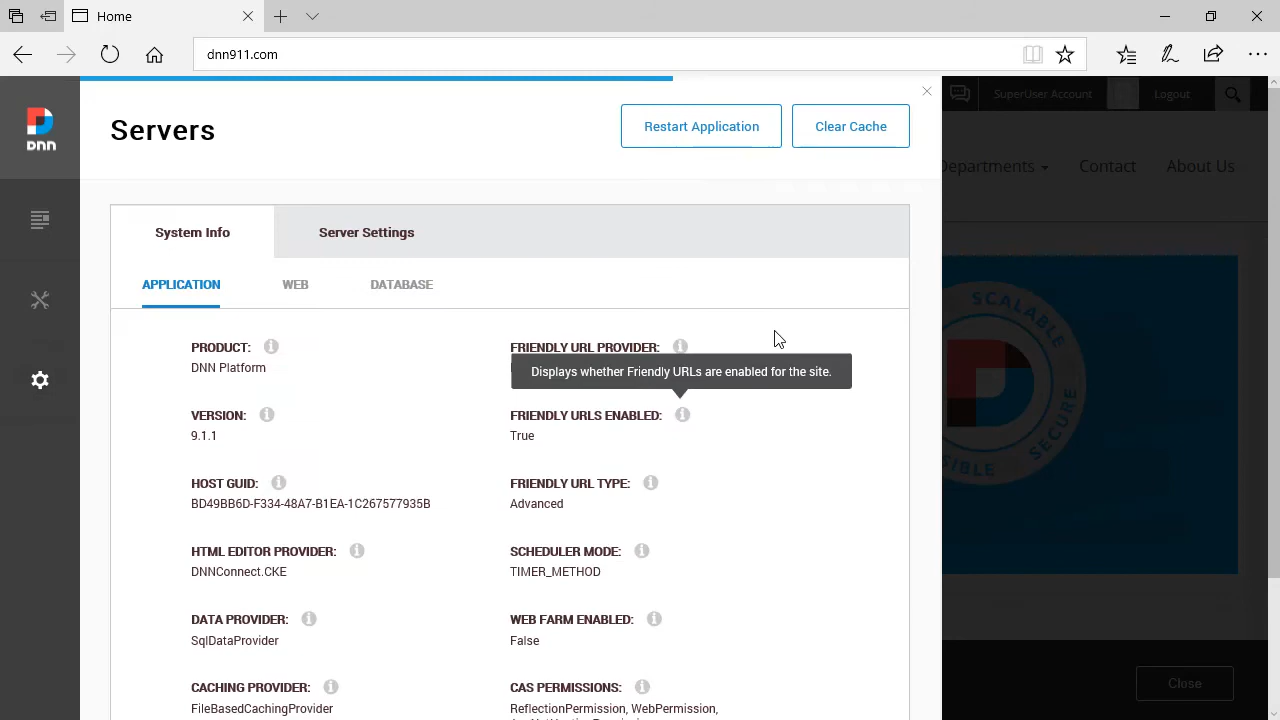 Home
dnn911.com
DNN
Servers
Restart Application
Clear Cache
SuperUser Account
Logout
Departments
Contact
About Us
System Info
Server Settings
APPLICATION
WEB
DATABASE
PRODUCT:
DNN Platform
FRIENDLY URL PROVIDER:
Displays whether Friendly URLs are enabled for the site.
VERSION:
9.1.1
FRIENDLY URLS ENABLED:
True
HOST GUID:
BD49BB6D-F334-48A7-B1EA-1C267577935B
FRIENDLY URL TYPE:
Advanced
HTML EDITOR PROVIDER:
DNNConnect.CKE
SCHEDULER MODE:
TIMER_METHOD
DATA PROVIDER:
SqlDataProvider
WEB FARM ENABLED:
False
CACHING PROVIDER:
FileBasedCachingProvider
CAS PERMISSIONS:
ReflectionPermission, WebPermission,
SCALABLE
SECURE
Close